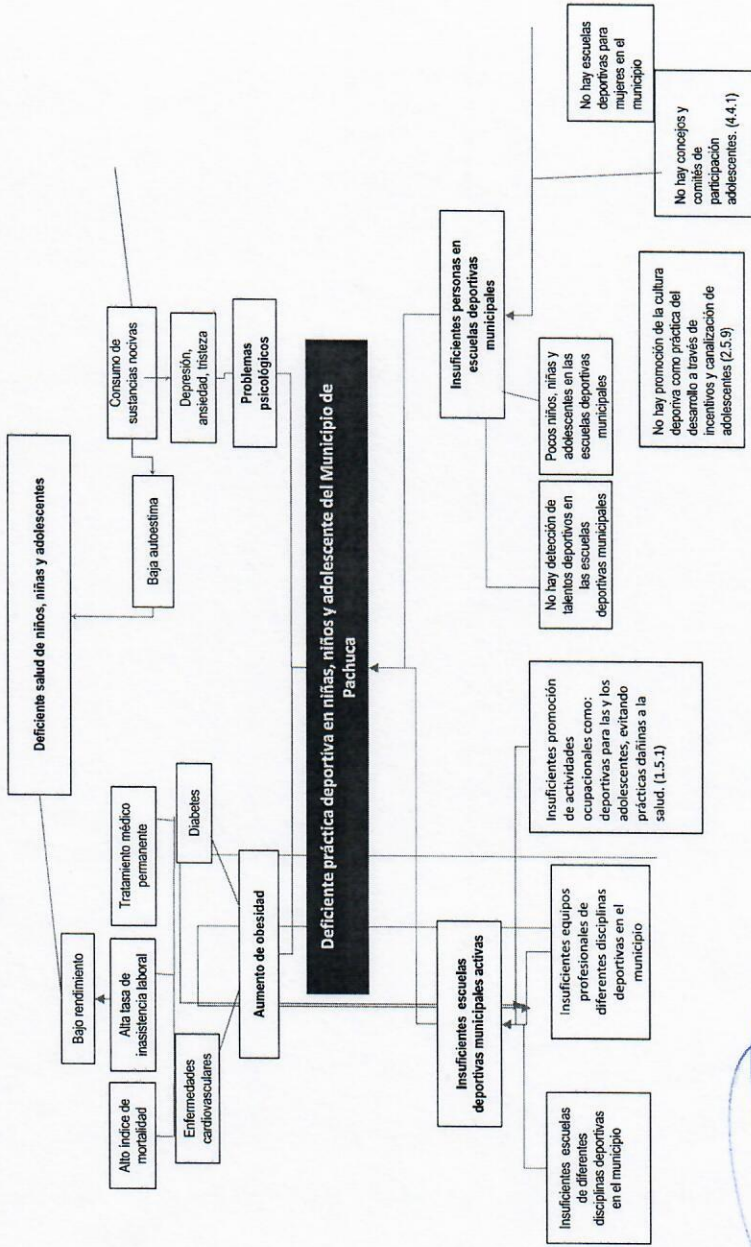 Deficiente salud de niños, niñas y adolescentes
Bajo rendimiento
Alto índice de
mortalidad
Alta tasa de
inasistencia laboral
Tratamiento médico
permanente
Baja autoestima
Consumo de
sustancias nocivas
Enfermedades
cardiovasculares
Diabetes
Depresión,
ansiedad, tristeza
Aumento de obesidad
Problemas
psicológicos
Deficiente práctica deportiva en niñas, niños y adolescente del Municipio de
Pachuca
Insuficientes escuelas
deportivas municipales activas
Insuficientes personas en
escuelas deportivas
municipales
Insuficientes escuelas
de diferentes
disciplinas deportivas
en el municipio
Insuficientes equipos
profesionales de
diferentes disciplinas
deportivas en el
municipio
Insuficientes promoción
de actividades
ocupacionales como:
deportivas para las y los
adolescentes, evitando
prácticas dañinas a la
salud. (1.5.1)
No hay detección de
talentos deportivos en
las escuelas
deportivas municipales
Pocos niños, niñas y
adolescentes en las
escuelas deportivas
municipales
No hay promoción de la cultura
deporiva como práctica del
desarrollo a través de
incentivos y canalización de
adolescentes (2.5.9)
No hay concejos y
comités de
participación
adolescentes. (4.4.1)
No hay escuelas
deportivas para
mujeres en el
municipio